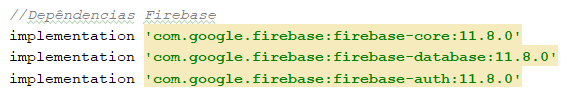 //Depêndencias Firebase
implementation 'com.google.firebase:firebase-core:11.8.0'
implementation 'com.google.firebase:firebase-database:11.8.0'
implementation 'com.google.firebase:firebase-auth:11.8.0'